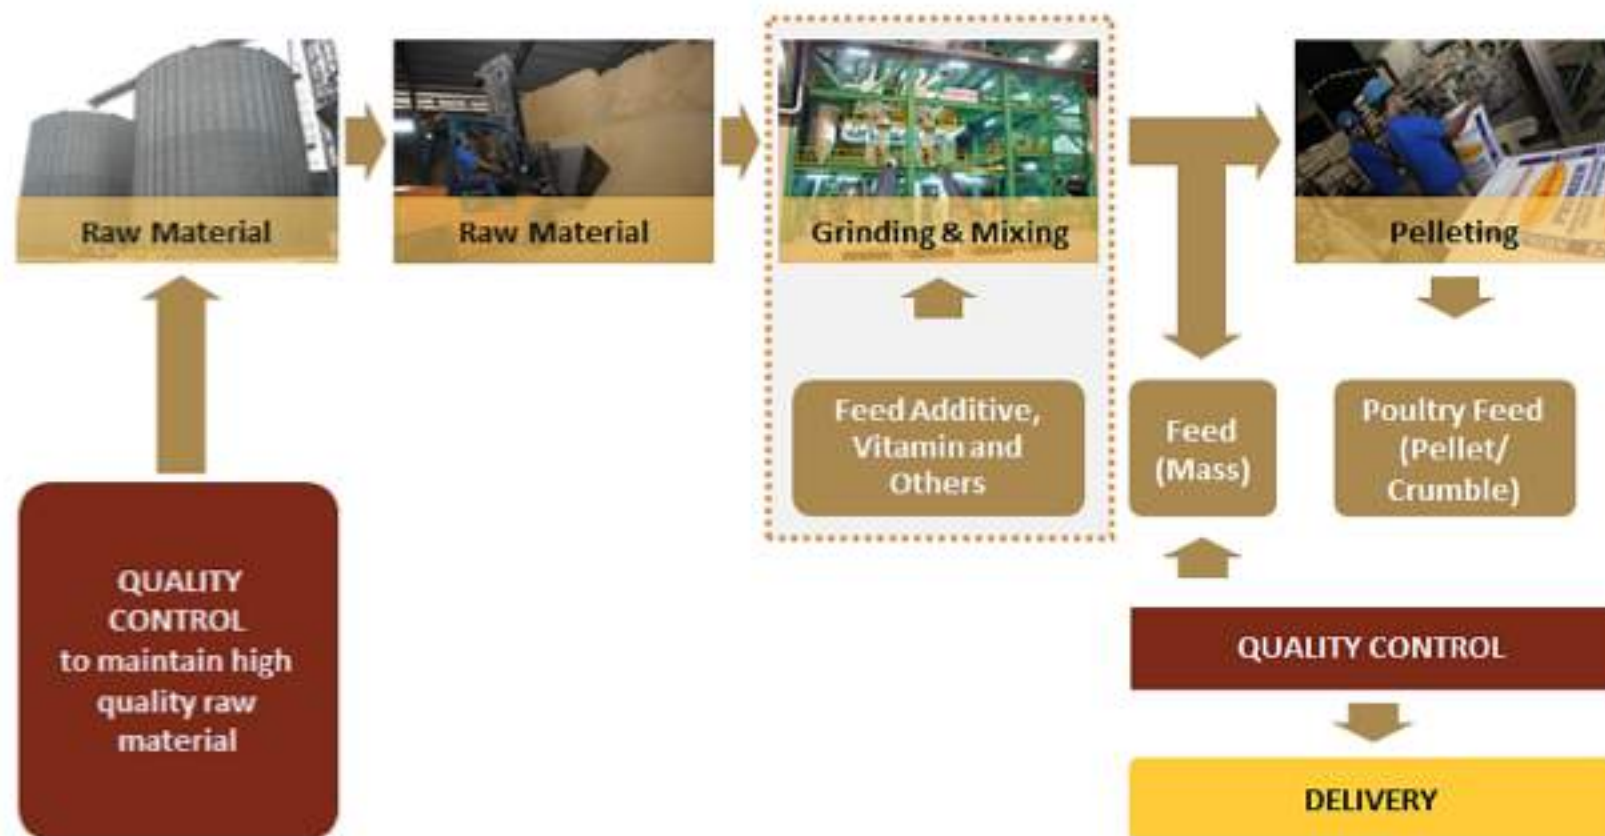 Raw Material
Raw Material
Grinding & Mixing
Pelleting
Feed Additive,
Vitamin and
Others
Feed
(Mass)
Poultry Feed
(Pellet/
Crumble)
QUALITY
CONTROL
to maintain high
quality raw
material
QUALITY CONTROL
DELIVERY